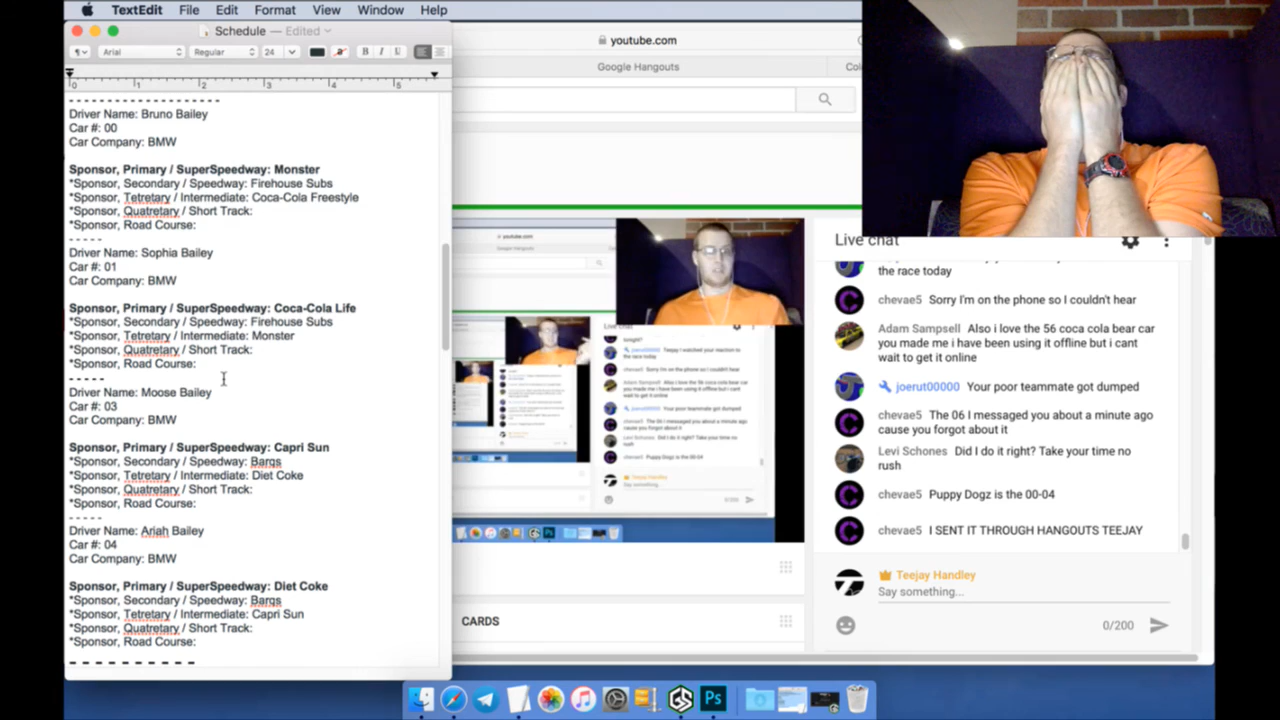 TextEdit File Edit Format View Window Help
Schedule — Edited
Arial Regular 24 B I U
0 1 2 3 4 5
Driver Name: Bruno Bailey
Car #: 00
Car Company: BMW
Sponsor, Primary / SuperSpeedway: Monster
*Sponsor, Secondary / Speedway: Firehouse Subs
*Sponsor, Tetretary / Intermediate: Coca-Cola Freestyle
*Sponsor, Quatretary / Short Track:
*Sponsor, Road Course:
-----
Driver Name: Sophia Bailey
Car #: 01
Car Company: BMW
Sponsor, Primary / SuperSpeedway: Coca-Cola Life
*Sponsor, Secondary / Speedway: Firehouse Subs
*Sponsor, Tetretary / Intermediate: Monster
*Sponsor, Quatretary / Short Track:
*Sponsor, Road Course:
-----
Driver Name: Moose Bailey
Car #: 03
Car Company: BMW
Sponsor, Primary / SuperSpeedway: Capri Sun
*Sponsor, Secondary / Speedway: Barqs
*Sponsor, Tetretary / Intermediate: Diet Coke
*Sponsor, Quatretary / Short Track:
*Sponsor, Road Course:
-----
Driver Name: Ariah Bailey
Car #: 04
Car Company: BMW
Sponsor, Primary / SuperSpeedway: Diet Coke
*Sponsor, Secondary / Speedway: Barqs
*Sponsor, Tetretary / Intermediate: Capri Sun
*Sponsor, Quatretary / Short Track:
*Sponsor, Road Course:
youtube.com
Google Hangouts
CARDS
Live chat
the race today
chevae5 Sorry I'm on the phone so I couldn't hear
Adam Sampsell Also i love the 56 coca cola bear car
you made me i have been using it offline but i cant
wait to get it online
joerut00000 Your poor teammate got dumped
chevae5 The 06 I messaged you about a minute ago
cause you forgot about it
Levi Schones Did I do it right? Take your time no
rush
chevae5 Puppy Dogz is the 00-04
chevae5 I SENT IT THROUGH HANGOUTS TEEJAY
Teejay Handley
Say something...
0/200
Ps